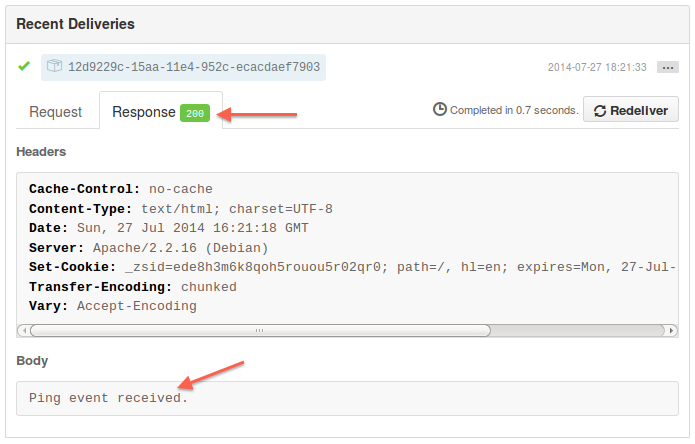 Recent Deliveries
12d9229c-15aa-11e4-952c-ecacdaef7903 2014-07-27 18:21:33 ...
Request Response 200 Completed in 0.7 seconds. Redeliver
Headers
Cache-Control: no-cache
Content-Type: text/html; charset=UTF-8
Date: Sun, 27 Jul 2014 16:21:18 GMT
Server: Apache/2.2.16 (Debian)
Set-Cookie: _zsid=ede8h3m6k8qoh5rouou5r02qr0; path=/, hl=en; expires=Mon, 27-Jul-
Transfer-Encoding: chunked
Vary: Accept-Encoding
Body
Ping event received.